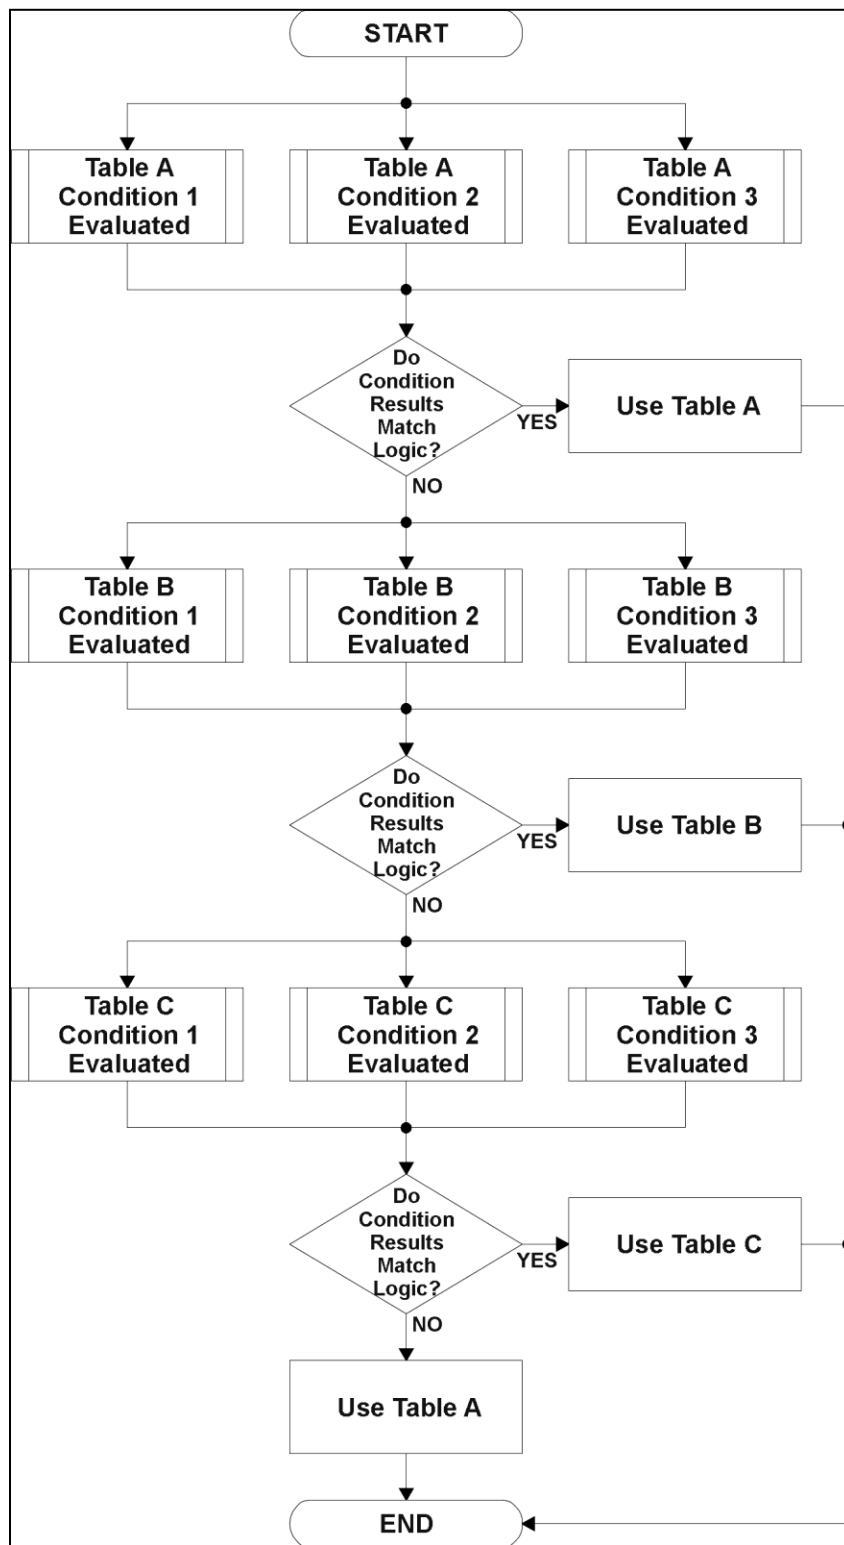 START
Table A
Condition 1
Evaluated
Table A
Condition 2
Evaluated
Table A
Condition 3
Evaluated
Do
Condition
Results
Match
Logic?
YES
Use Table A
NO
Table B
Condition 1
Evaluated
Table B
Condition 2
Evaluated
Table B
Condition 3
Evaluated
Do
Condition
Results
Match
Logic?
YES
Use Table B
NO
Table C
Condition 1
Evaluated
Table C
Condition 2
Evaluated
Table C
Condition 3
Evaluated
Do
Condition
Results
Match
Logic?
YES
Use Table C
NO
Use Table A
END